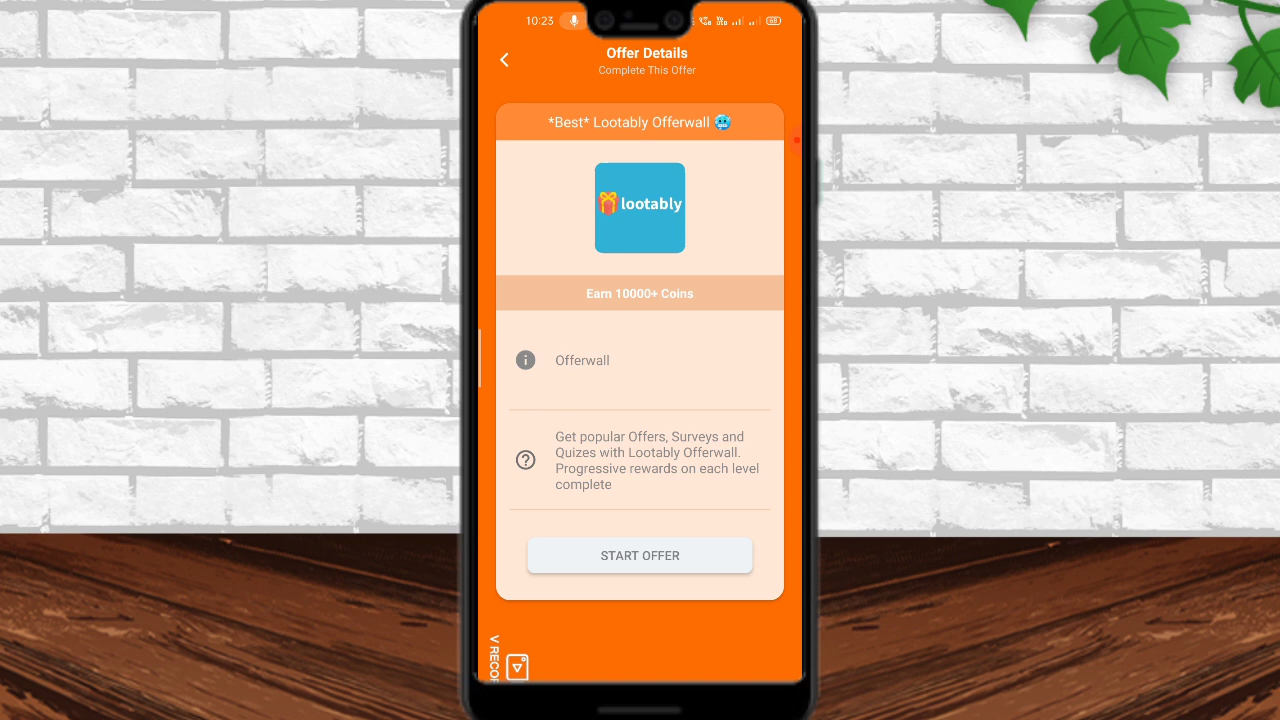 10:23
Offer Details
Complete This Offer
*Best* Lootably Offerwall 🥶
lootably
Earn 10000+ Coins
Offerwall
Get popular Offers, Surveys and
Quizes with Lootably Offerwall.
Progressive rewards on each level
complete
START OFFER
V RECOR